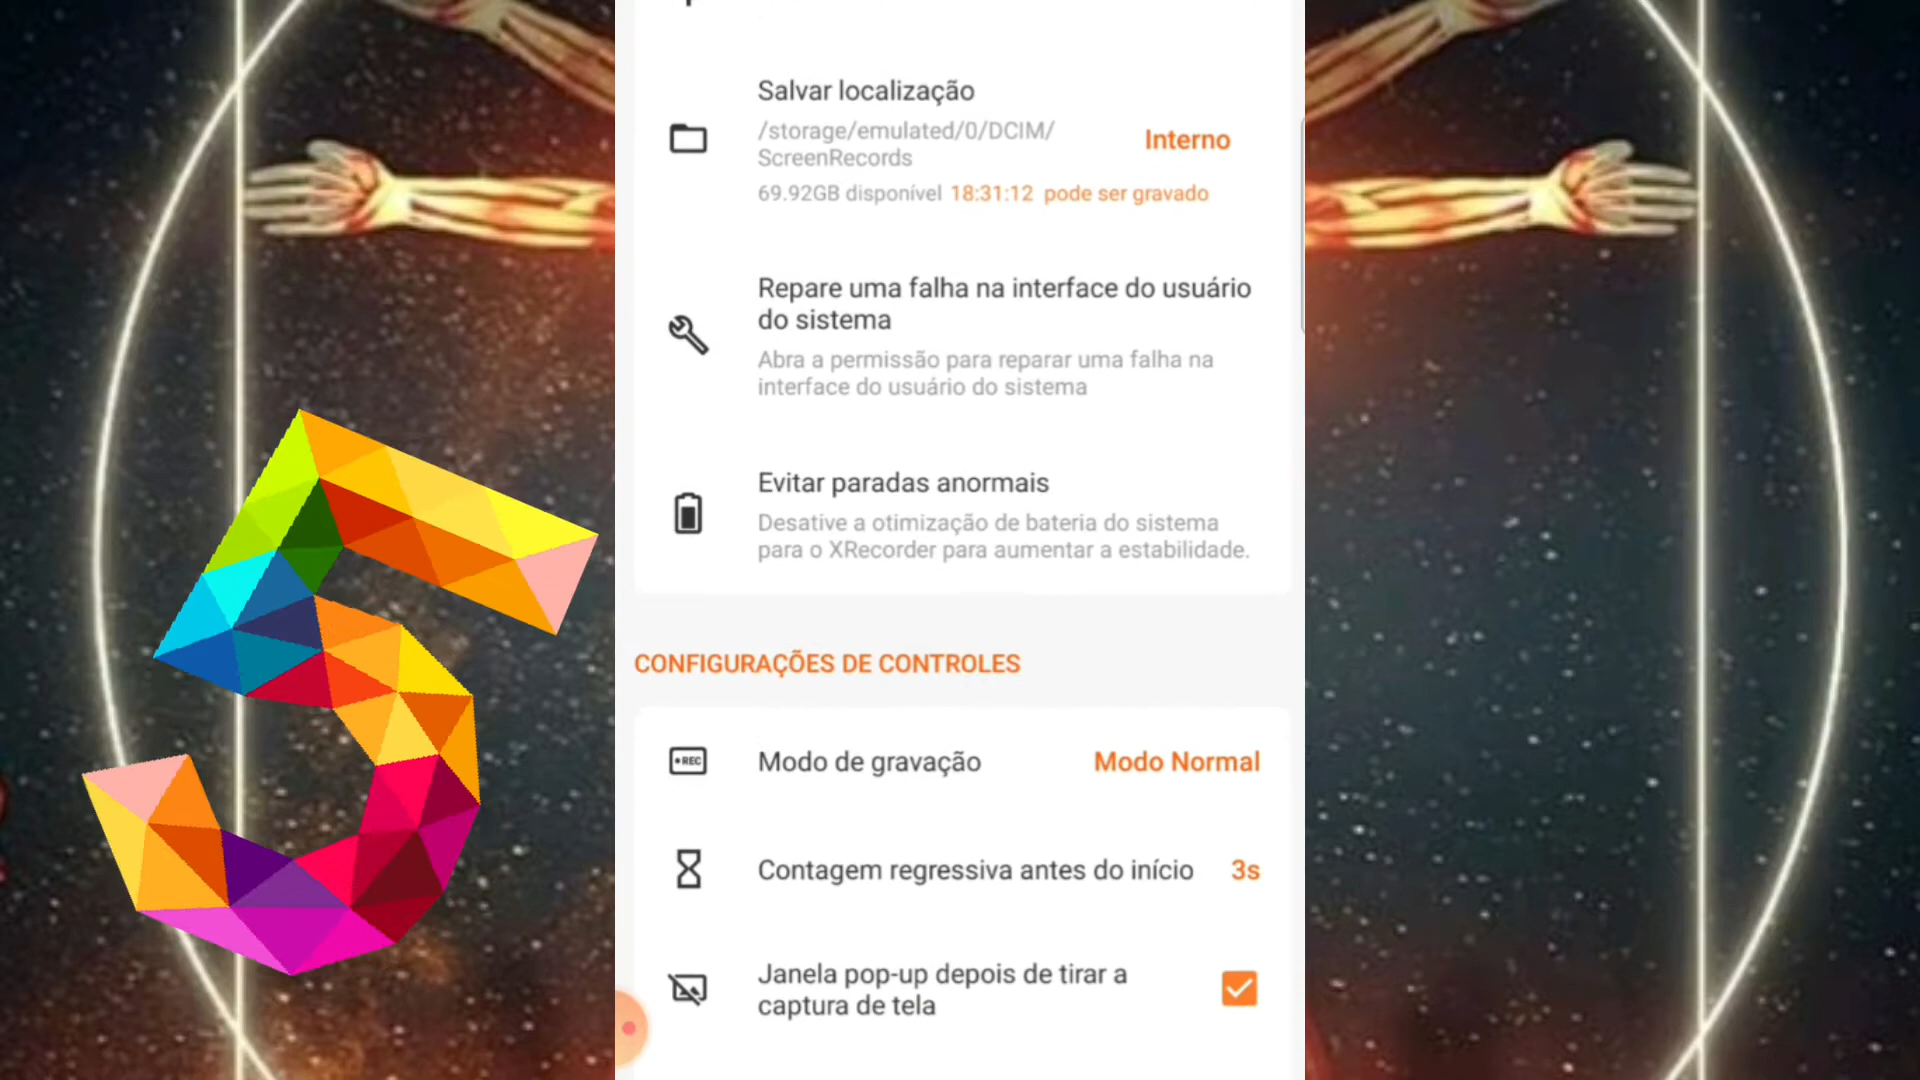 Salvar localização
/storage/emulated/0/DCIM/
ScreenRecords
Interno
69.92GB disponível 18:31:12 pode ser gravado
Repare uma falha na interface do usuário
do sistema
Abra a permissão para reparar uma falha na
interface do usuário do sistema
Evitar paradas anormais
Desative a otimização de bateria do sistema
para o XRecorder para aumentar a estabilidade.
CONFIGURAÇÕES DE CONTROLES
REC
Modo de gravação
Modo Normal
Contagem regressiva antes do início
3s
Janela pop-up depois de tirar a
captura de tela
5